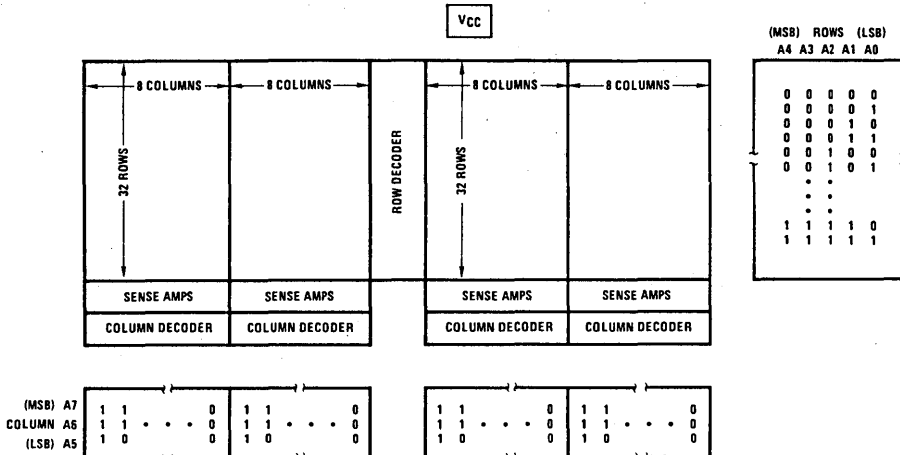 VCC
(MSB) ROWS (LSB)
A4 A3 A2 A1 A0
8 COLUMNS 8 COLUMNS 8 COLUMNS 8 COLUMNS
32 ROWS
ROW DECODER
32 ROWS
0 0 0 0 0
0 0 0 0 1
0 0 0 1 0
0 0 0 1 1
0 0 1 0 0
0 0 1 0 1
1 1 1 1 0
1 1 1 1 1
SENSE AMPS SENSE AMPS SENSE AMPS SENSE AMPS
COLUMN DECODER COLUMN DECODER COLUMN DECODER COLUMN DECODER
(MSB) A7 1 1 0 1 1 0 1 1 0 1 1 0
COLUMN A6 1 1 • • • 0 1 1 • • • 0 1 1 • • • 0 1 1 • • • 0
(LSB) A5 1 0 0 1 0 0 1 0 0 1 0 0